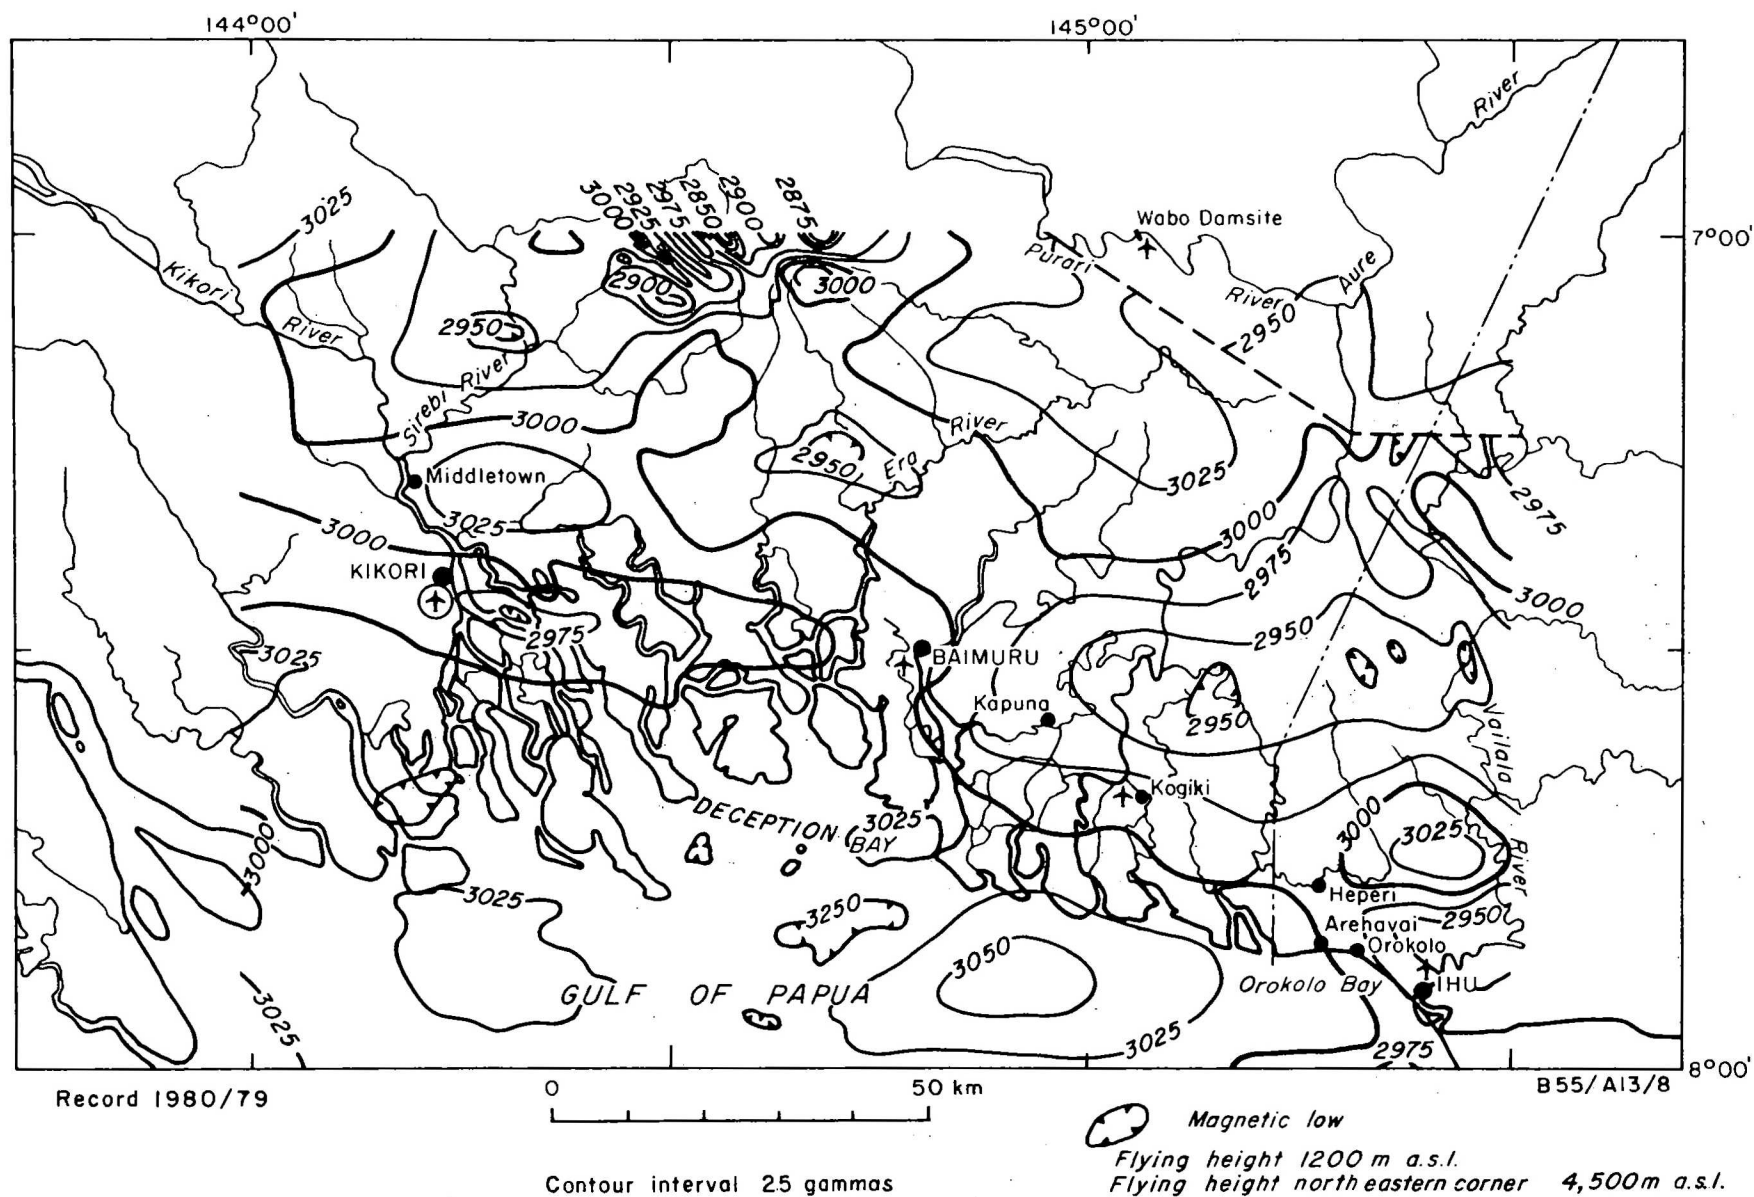 144°00'
145°00'
River
3025
3000
2925
2975
2850
2900
2875
Wabo Damsite
7°00'
Purari
Kikori
2900
3000
River
Aure
2950
River
2950
Sirebi River
3000
River
2950
Era
Middletown
3025
3025
2975
3000
3000
KIKORI
2975
3000
2975
2950
3025
BAIMURU
Kapuna
2950
Vailala
Kogiki
DECEPTION
BAY
3025
3000
3000
3025
River
3025
3250
Heperi
2950
Arehavai
Orokolo
3050
GULF OF PAPUA
Orokolo Bay
IHU
3025
3025
2975
8°00'
Record 1980/79
0
50 km
B55/A13/8
Magnetic low
Flying height 1200 m a.s.l.
Contour interval 25 gammas
Flying height north eastern corner 4,500m a.s.l.